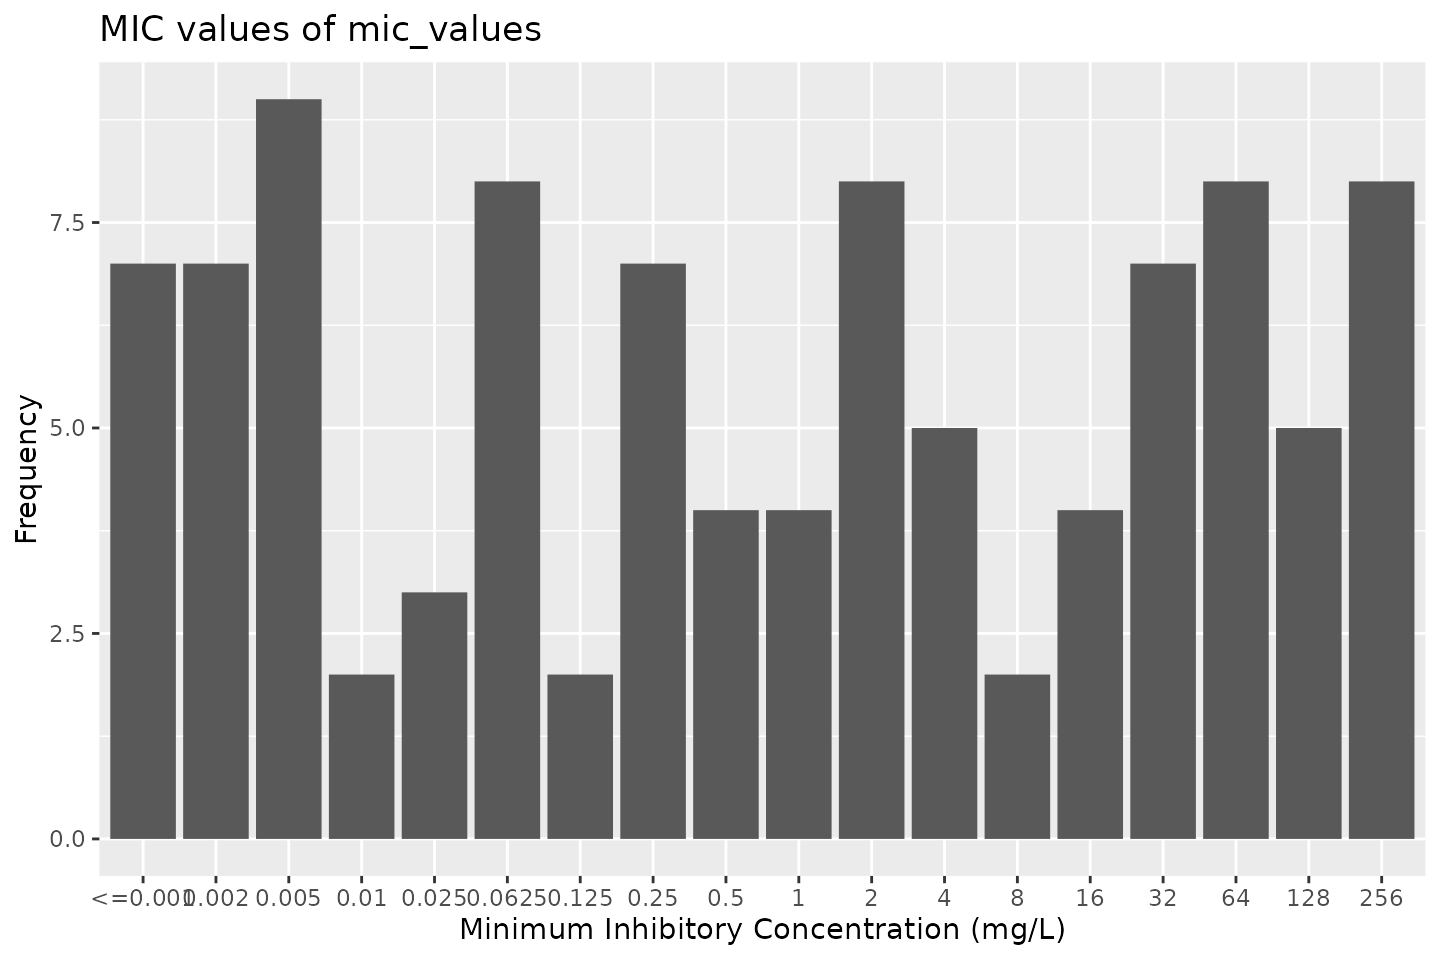 MIC values of mic_values
Frequency
7.5
5.0
2.5
0.0
<=0.001 0.002 0.005 0.01 0.025 0.0625 0.125 0.25 0.5 1 2 4 8 16 32 64 128 256
Minimum Inhibitory Concentration (mg/L)